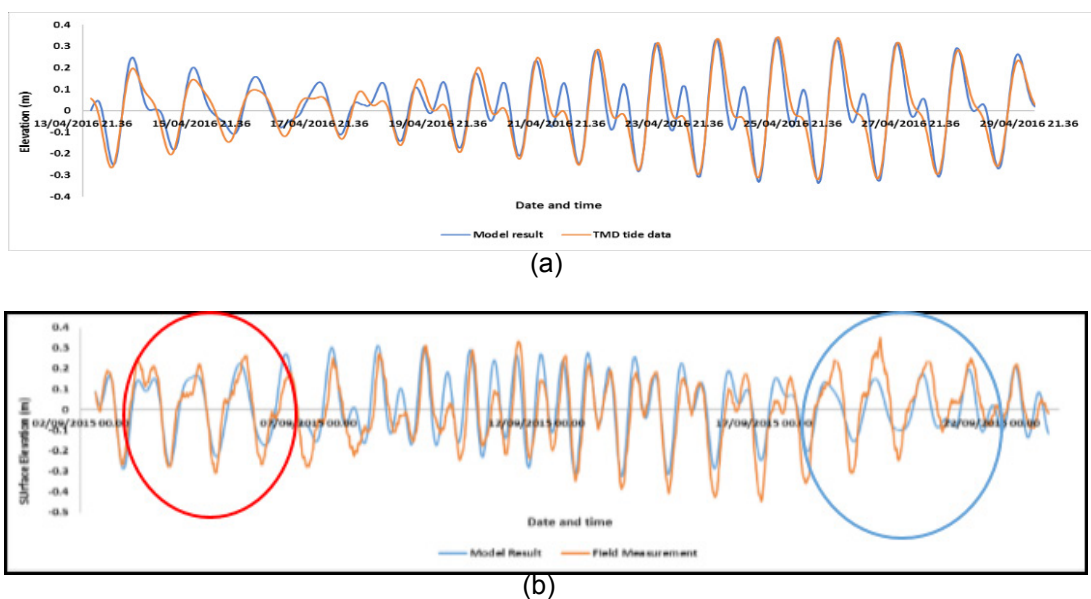 0.4
0.3
0.2
0.1
0
-0.1
-0.2
-0.3
-0.4
Elevation (m)
13/04/2016 21.36 15/04/2016 21.36 17/04/2016 21.36 19/04/2016 21.36 21/04/2016 21.36 23/04/2016 21.36 25/04/2016 21.36 27/04/2016 21.36 29/04/2016 21.36
Date and time
Model result TMD tide data
(a)
0.4
0.3
0.2
0.1
0
-0.1
-0.2
-0.3
-0.4
-0.5
SUrface Elevation (m)
02/09/2015 00.00 07/09/2015 00.00 12/09/2015 00.00 17/09/2015 00.00 22/09/2015 00.00
Date and time
Model Result Field Measurement
(b)